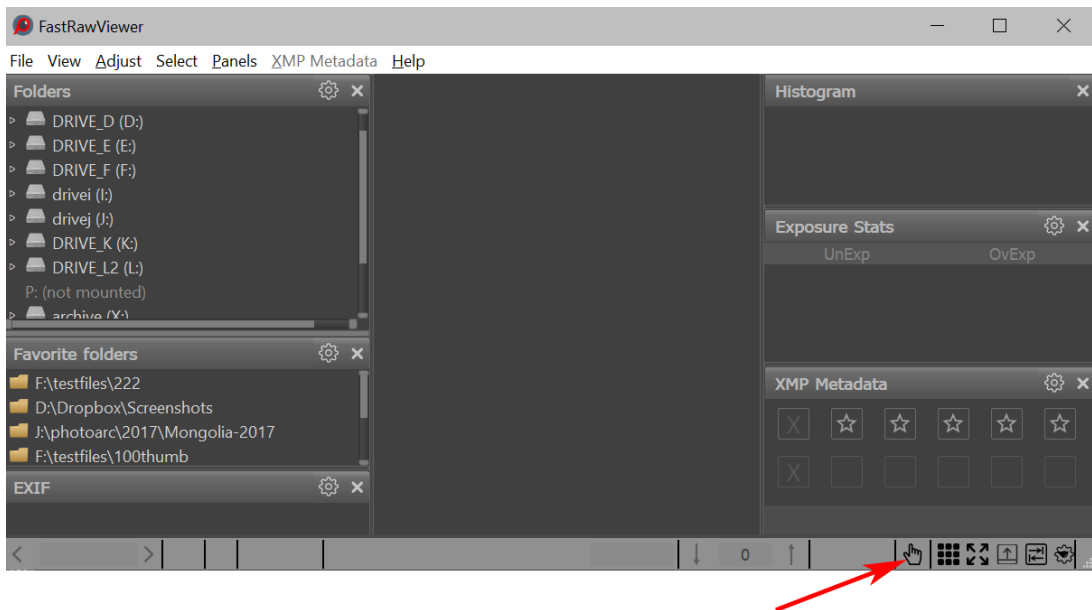 FastRawViewer
File View Adjust Select Panels XMP Metadata Help
Folders
DRIVE_D (D:)
DRIVE_E (E:)
DRIVE_F (F:)
drivei (I:)
drivej (J:)
DRIVE_K (K:)
DRIVE_L2 (L:)
P: (not mounted)
archive (X:)
Favorite folders
F:\testfiles\222
D:\Dropbox\Screenshots
J:\photoarc\2017\Mongolia-2017
F:\testfiles\100thumb
EXIF
Histogram
Exposure Stats
UnExp OvExp
XMP Metadata
X
X
0